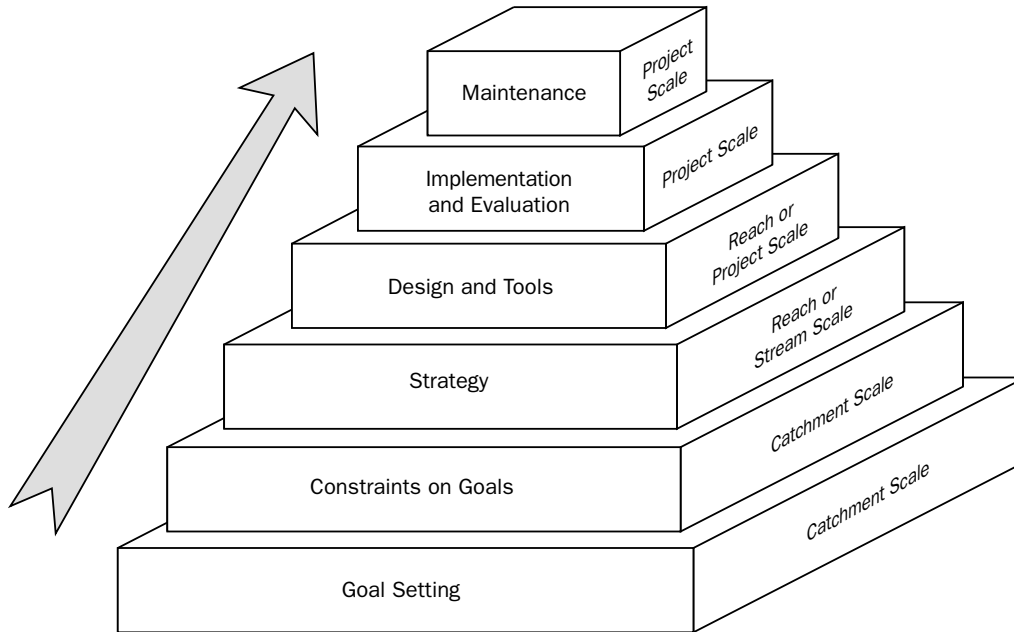 Maintenance
Project
Scale
Implementation
and Evaluation
Project Scale
Design and Tools
Reach or
Project Scale
Strategy
Reach or
Stream Scale
Constraints on Goals
Catchment Scale
Goal Setting
Catchment Scale